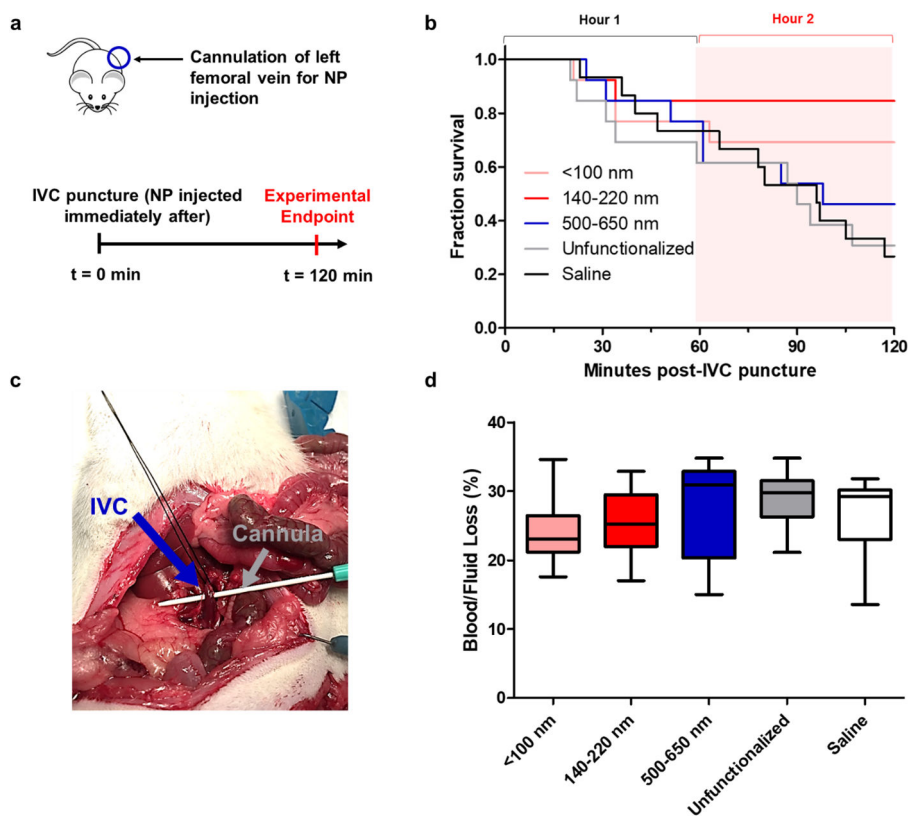 a
Cannulation of left
femoral vein for NP
injection
IVC puncture (NP injected
immediately after)
Experimental
Endpoint
t = 0 min
t = 120 min
b
Hour 1
Hour 2
Fraction survival
1.0
0.8
0.6
0.4
0.2
0.0
<100 nm
140-220 nm
500-650 nm
Unfunctionalized
Saline
0
30
60
90
120
Minutes post-IVC puncture
c
IVC
Cannula
d
Blood/Fluid Loss (%)
40
30
20
10
0
<100 nm
140-220 nm
500-650 nm
Unfunctionalized
Saline